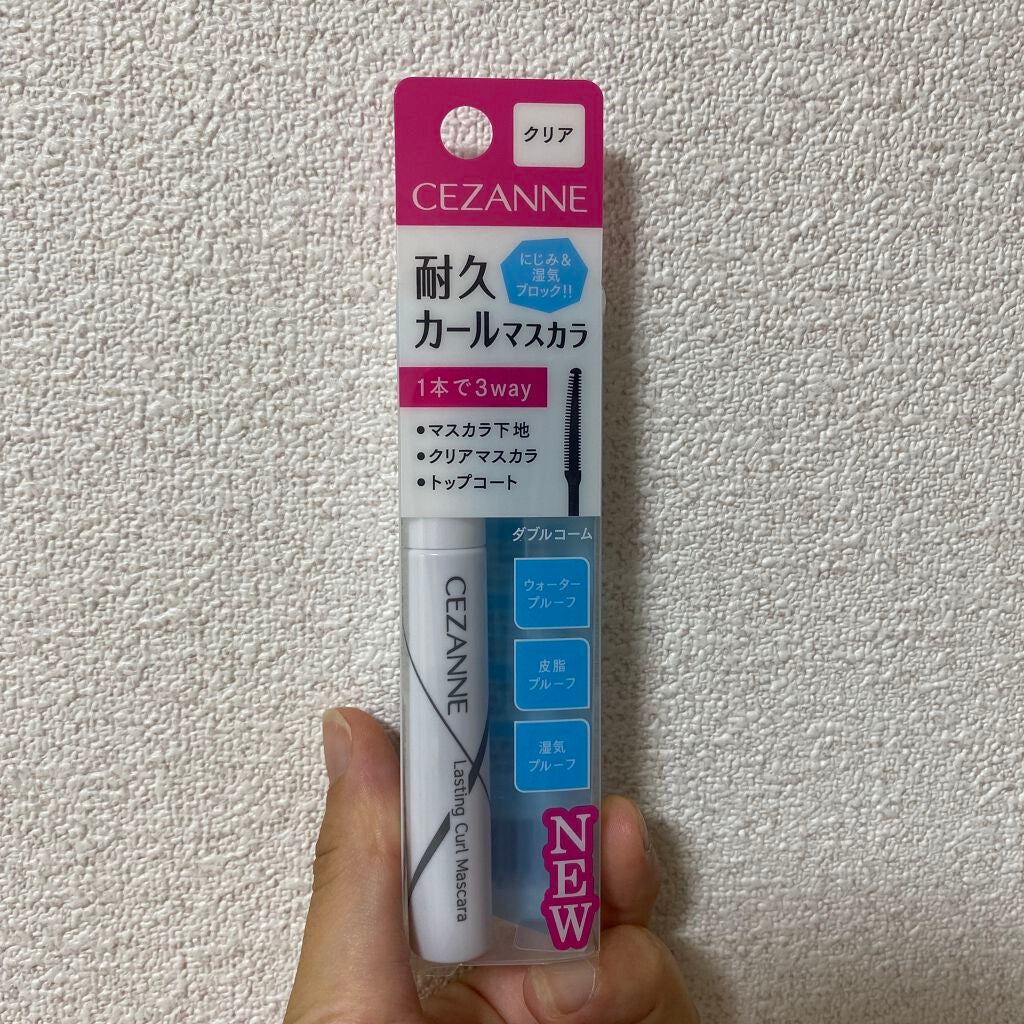 クリア
CEZANNE
耐久
カールマスカラ
にじみ&
湿気
ブロック!!
1本で3way
•マスカラ下地
•クリアマスカラ
•トップコート
ダブルコーム
ウォーター
プルーフ
皮脂
プルーフ
湿気
プルーフ
CEZANNE
Lasting Curl Mascara
NEW